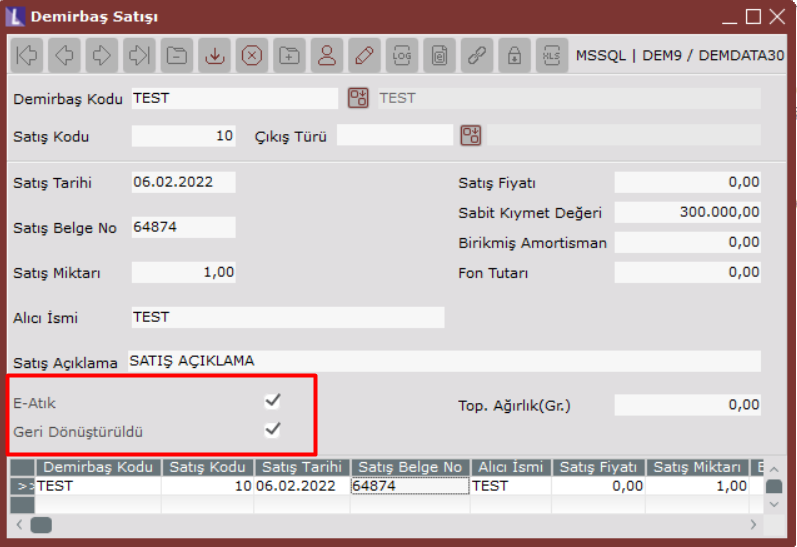 Demirbaş Satışı
LOG
XLS
MSSQL | DEM9 / DEMDATA30
Demirbaş Kodu TEST TEST
Satış Kodu 10 Çıkış Türü
Satış Tarihi 06.02.2022 Satış Fiyatı 0,00
Sabit Kıymet Değeri 300.000,00
Satış Belge No 64874
Birikmiş Amortisman 0,00
Satış Miktarı 1,00 Fon Tutarı 0,00
Alıcı İsmi TEST
Satış Açıklama SATIŞ AÇIKLAMA
E-Atık Top. Ağırlık(Gr.) 0,00
Geri Dönüştürüldü
Demirbaş Kodu Satış Kodu Satış Tarihi Satış Belge No Alıcı İsmi Satış Fiyatı Satış Miktarı
>> TEST 10 06.02.2022 64874 TEST 0,00 1,00